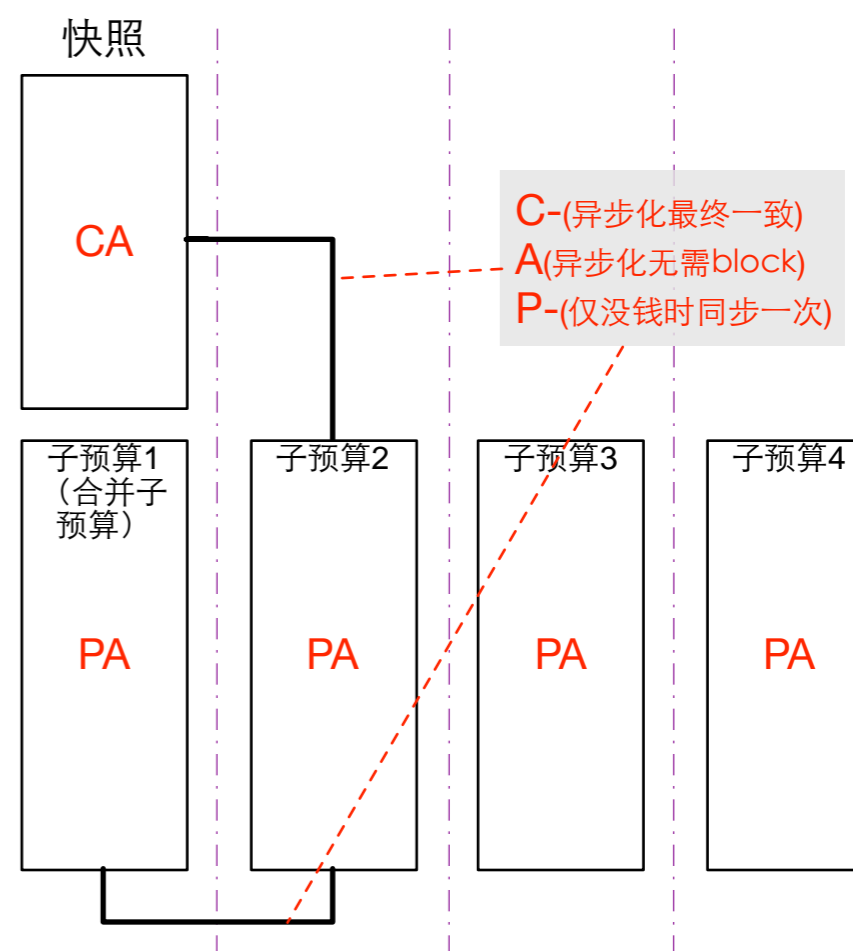 快照
CA
C-(异步化最终一致)
A(异步化无需block)
P-(仅没钱时同步一次)
子预算1
（合并子
预算）
子预算2
子预算3
子预算4
PA
PA
PA
PA